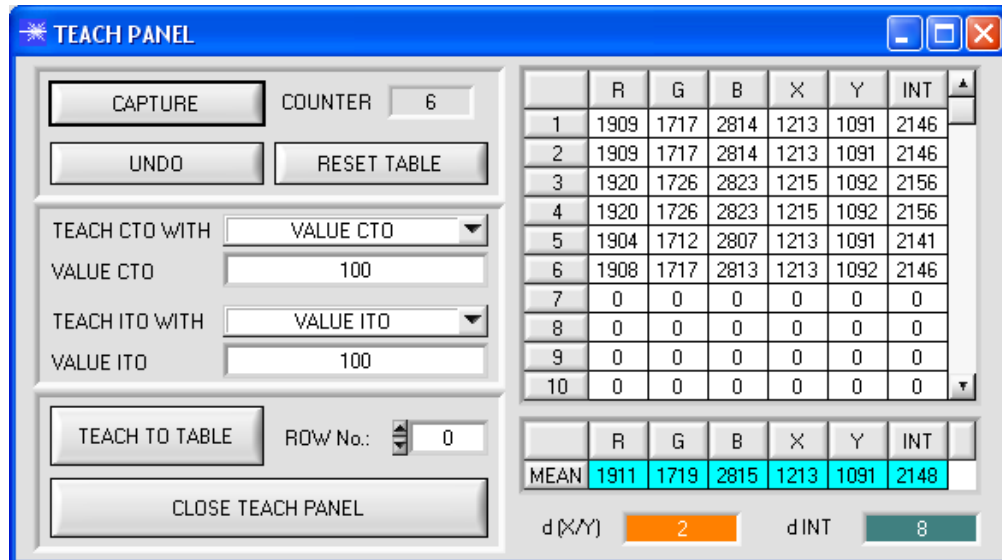 TEACH PANEL
CAPTURE COUNTER 6
UNDO RESET TABLE
TEACH CTO WITH VALUE CTO
VALUE CTO 100
TEACH ITO WITH VALUE ITO
VALUE ITO 100
TEACH TO TABLE ROW No.: 0
CLOSE TEACH PANEL
R G B X Y INT
1 1909 1717 2814 1213 1091 2146
2 1909 1717 2814 1213 1091 2146
3 1920 1726 2823 1215 1092 2156
4 1920 1726 2823 1215 1092 2156
5 1904 1712 2807 1213 1091 2141
6 1908 1717 2813 1213 1092 2146
7 0 0 0 0 0 0
8 0 0 0 0 0 0
9 0 0 0 0 0 0
10 0 0 0 0 0 0
R G B X Y INT
MEAN 1911 1719 2815 1213 1091 2148
d (X/Y) 2 d INT 8